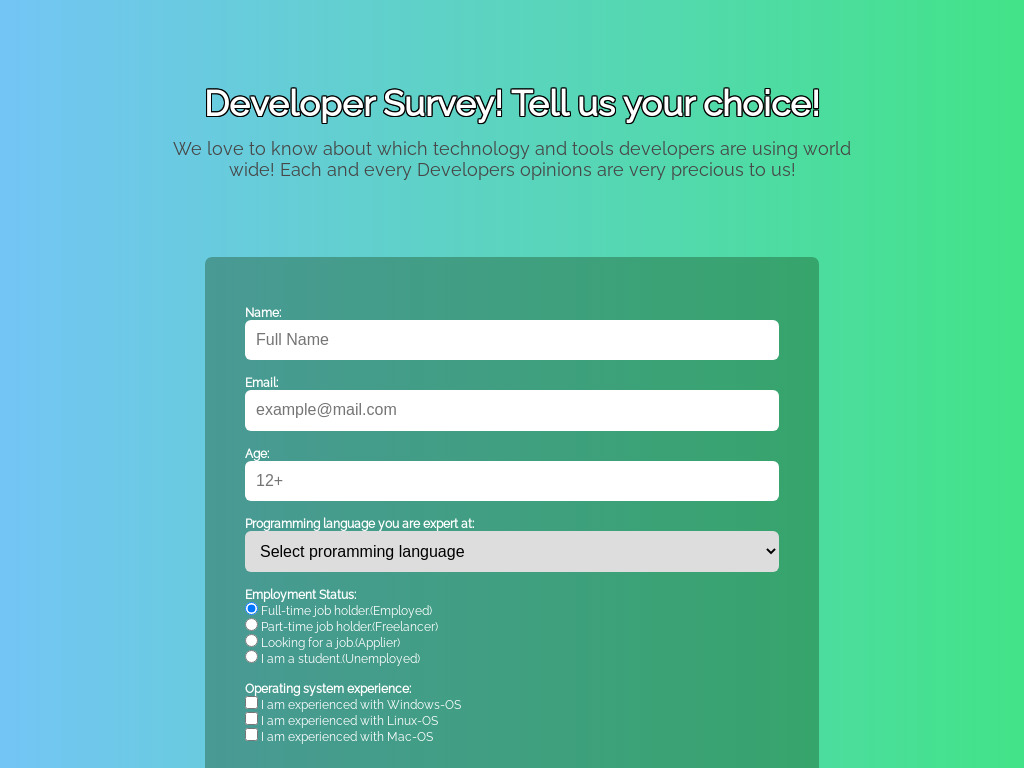 Developer Survey! Tell us your choice!
We love to know about which technology and tools developers are using world
wide! Each and every Developers opinions are very precious to us!
Name:
Full Name
Email:
example@mail.com
Age:
12+
Programming language you are expert at:
Select proramming language
Employment Status:
Full-time job holder.(Employed)
Part-time job holder.(Freelancer)
Looking for a job.(Applier)
I am a student.(Unemployed)
Operating system experience:
I am experienced with Windows-OS
I am experienced with Linux-OS
I am experienced with Mac-OS